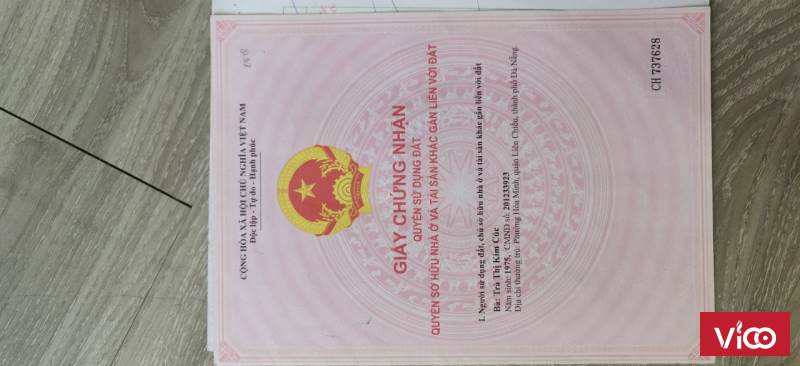 CỘNG HÒA XÃ HỘI CHỦ NGHĨA VIỆT NAM
Độc lập - Tự do - Hạnh phúc
GIẤY CHỨNG NHẬN
QUYỀN SỬ DỤNG ĐẤT
QUYỀN SỞ HỮU NHÀ Ở VÀ TÀI SẢN KHÁC GẮN LIỀN VỚI ĐẤT
I. Người sử dụng đất, chủ sở hữu nhà ở và tài sản khác gắn liền với đất
Bà: Trà Thị Kim Cúc
Năm sinh: 1975, CMND số: 201233923
Địa chỉ thường trú: Phường Hòa Minh, quận Liên Chiểu, thành phố Đà Nẵng.
CH 737628
VICO